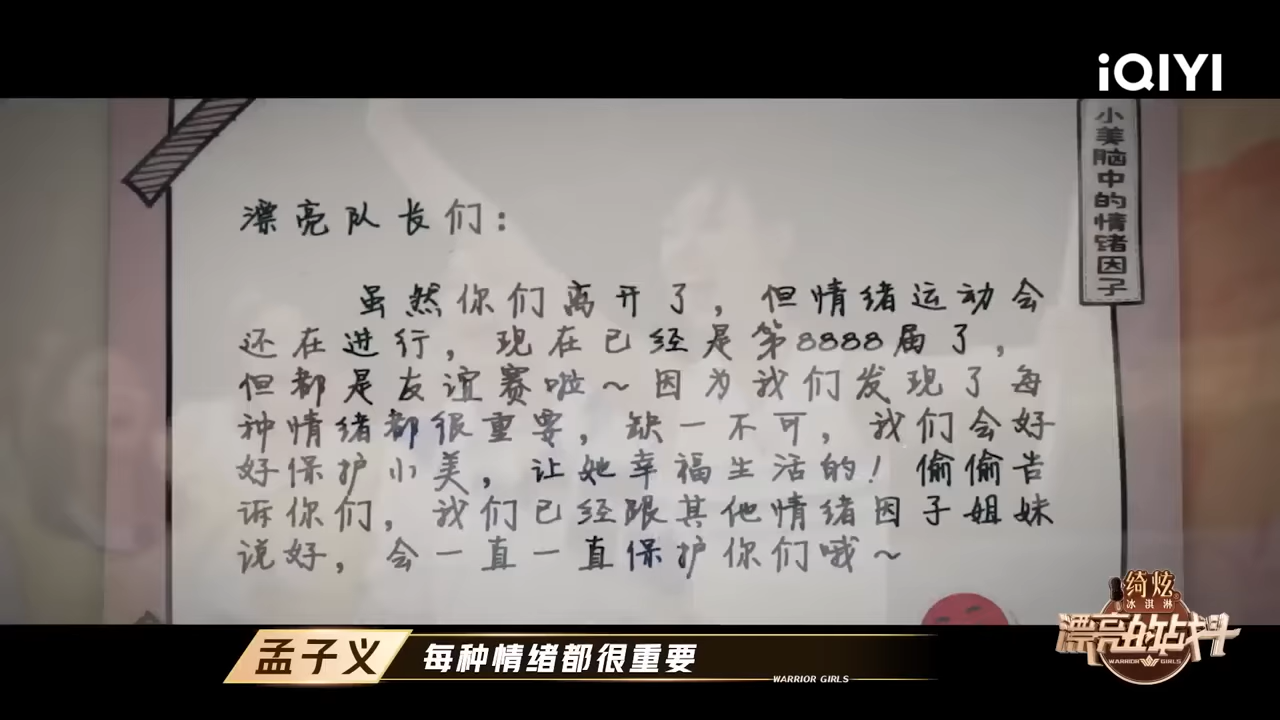 iQIYI
小美脑中的情绪因子
漂亮队长们：
虽然你们离开了，但情绪运动会
还在进行，现在已经是第8888届了，
但都是友谊赛啦～因为我们发现了每
种情绪都很重要，缺一不可，我们会好
好保护小美，让她幸福生活的！偷偷告
诉你们，我们已经跟其他情绪因子姐妹
说好，会一直一直保护你们哦～
绮炫
冰淇淋
漂亮的战斗
WARRIOR GIRLS
孟子义
每种情绪都很重要
WARRIOR GIRLS